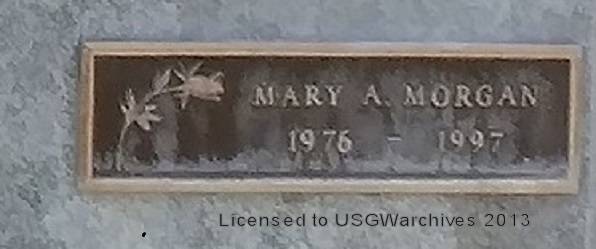 MARY A. MORGAN
1976 - 1997
Licensed to USGWarchives 2013